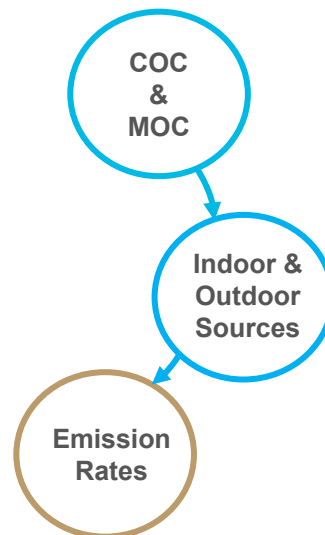 COC
&
MOC
Indoor &
Outdoor
Sources
Emission
Rates